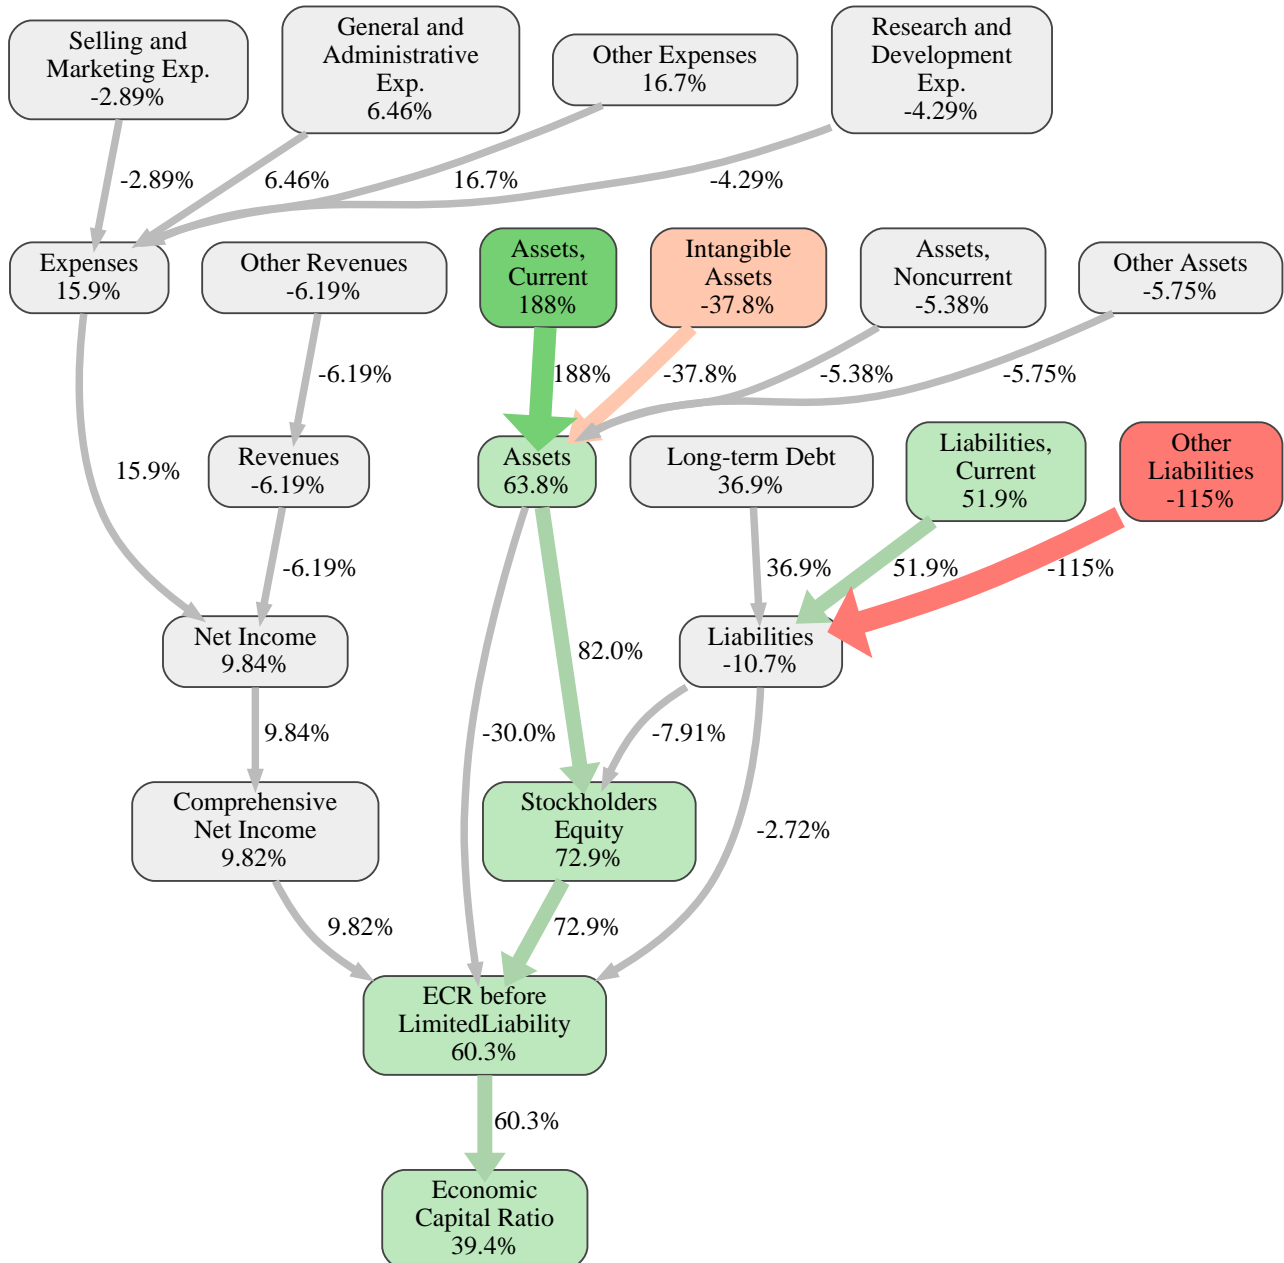 Selling and
Marketing Exp.
-2.89%
General and
Administrative
Exp.
6.46%
Other Expenses
16.7%
Research and
Development
Exp.
-4.29%
-2.89%
6.46%
16.7%
-4.29%
Expenses
15.9%
Other Revenues
-6.19%
Assets,
Current
188%
Intangible
Assets
-37.8%
Assets,
Noncurrent
-5.38%
Other Assets
-5.75%
-6.19%
188%
-37.8%
-5.38%
-5.75%
15.9%
Revenues
-6.19%
Assets
63.8%
Long-term Debt
36.9%
Liabilities,
Current
51.9%
Other
Liabilities
-115%
-6.19%
36.9%
51.9%
-115%
Net Income
9.84%
82.0%
Liabilities
-10.7%
9.84%
-30.0%
-7.91%
Comprehensive
Net Income
9.82%
Stockholders
Equity
72.9%
-2.72%
9.82%
72.9%
ECR before
LimitedLiability
60.3%
60.3%
Economic
Capital Ratio
39.4%